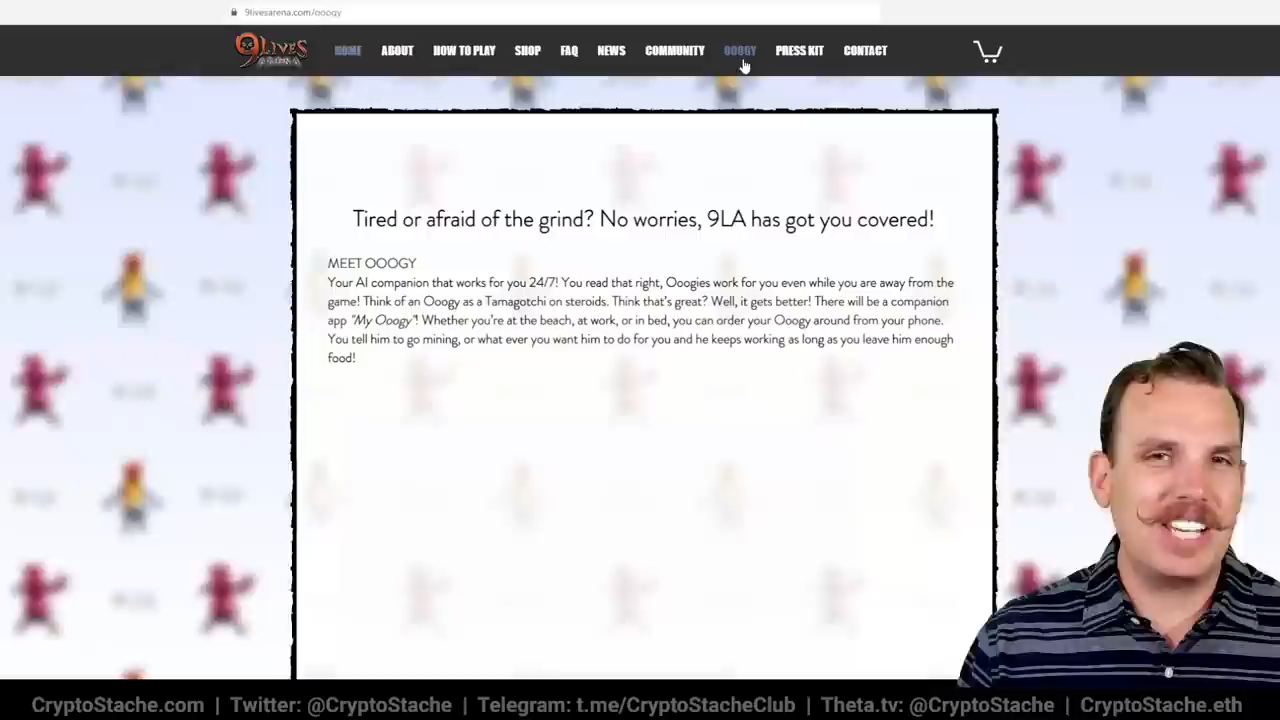 9livesarena.com/ooogy
9LIVES
ARENA
HOME ABOUT HOW TO PLAY SHOP FAQ NEWS COMMUNITY OOOGY PRESS KIT CONTACT
Tired or afraid of the grind? No worries, 9LA has got you covered!
MEET OOOGY
Your AI companion that works for you 24/7! You read that right, Ooogies work for you even while you are away from the
game! Think of an Ooogy as a Tamagotchi on steroids. Think that's great? Well, it gets better! There will be a companion
app "My Ooogy"! Whether you're at the beach, at work, or in bed, you can order your Ooogy around from your phone.
You tell him to go mining, or what ever you want him to do for you and he keeps working as long as you leave him enough
food!
CryptoStache.com | Twitter: @CryptoStache | Telegram: t.me/CryptoStacheClub | Theta.tv: @CryptoStache | CryptoStache.eth